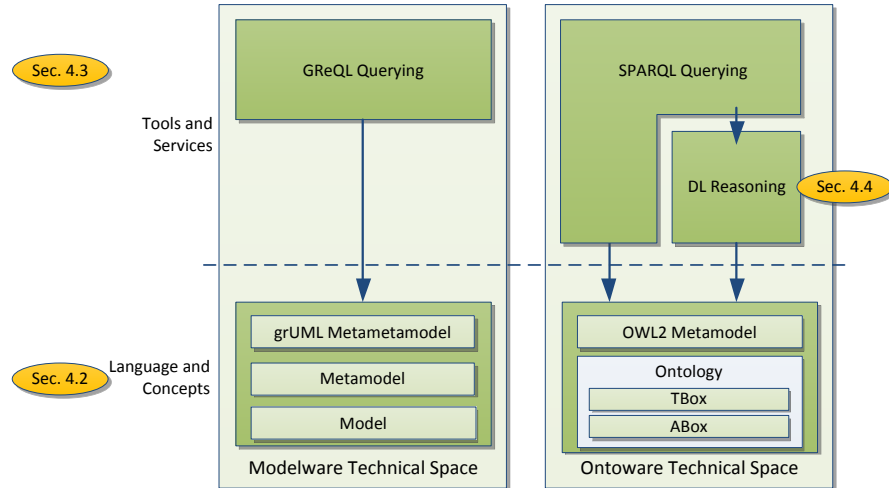 Sec. 4.3
GReQL Querying
SPARQL Querying
Tools and
Services
DL Reasoning
Sec. 4.4
grUML Metametamodel
OWL2 Metamodel
Sec. 4.2
Language and
Concepts
Metamodel
Ontology
TBox
Model
ABox
Modelware Technical Space
Ontoware Technical Space